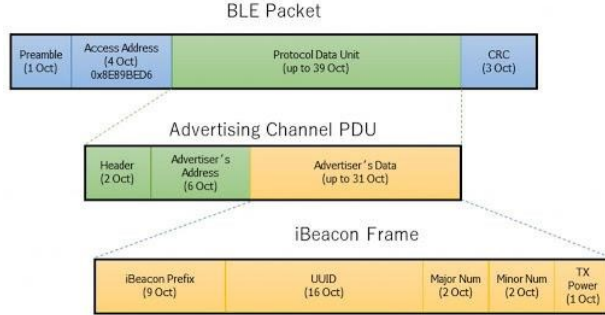 BLE Packet
Preamble
(1 Oct)
Access Address
(4 Oct)
0x8E89BED6
Protocol Data Unit
(up to 39 Oct)
CRC
(3 Oct)
Advertising Channel PDU
Header
(2 Oct)
Advertiser´s
Address
(6 Oct)
Advertiser´s Data
(up to 31 Oct)
iBeacon Frame
iBeacon Prefix
(9 Oct)
UUID
(16 Oct)
Major Num
(2 Oct)
Minor Num
(2 Oct)
TX
Power
(1 Oct)